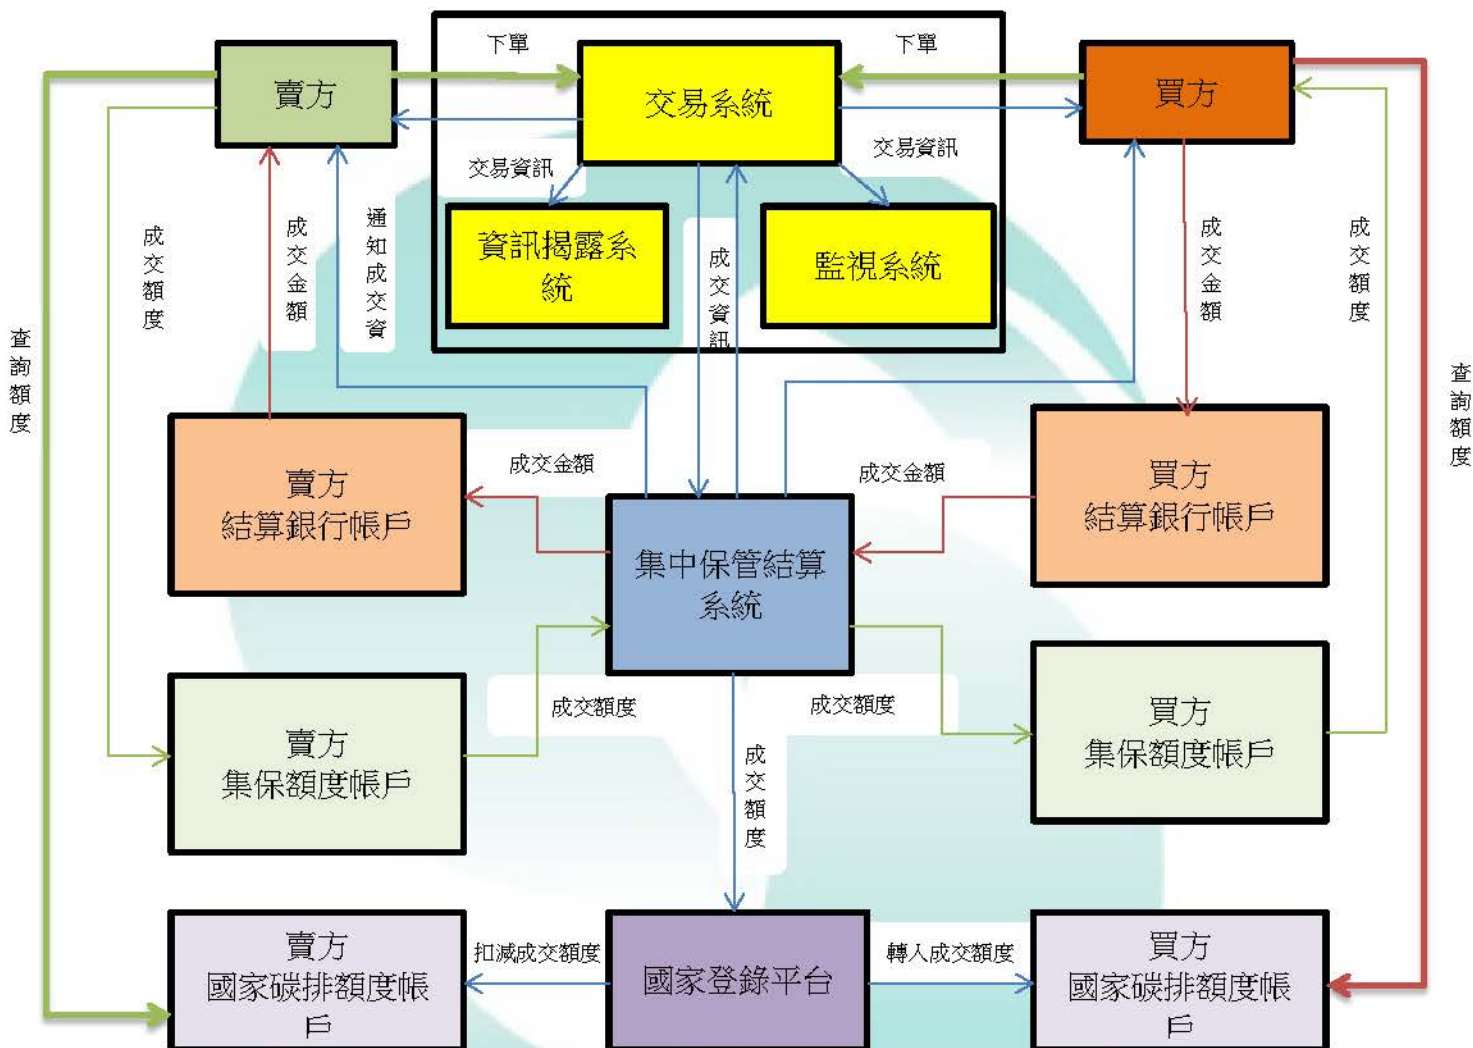 下單
下單
賣方
交易系統
買方
交易資訊
交易資訊
資訊揭露系
統
監視系統
成交額度
成交金額
通知成交資
成交資訊
成交金額
成交額度
查詢額度
查詢額度
賣方
結算銀行帳戶
成交金額
成交金額
買方
結算銀行帳戶
集中保管結算
系統
賣方
集保額度帳戶
成交額度
成交額度
買方
集保額度帳戶
成交額度
賣方
國家碳排額度帳
戶
扣減成交額度
國家登錄平台
轉入成交額度
買方
國家碳排額度帳
戶